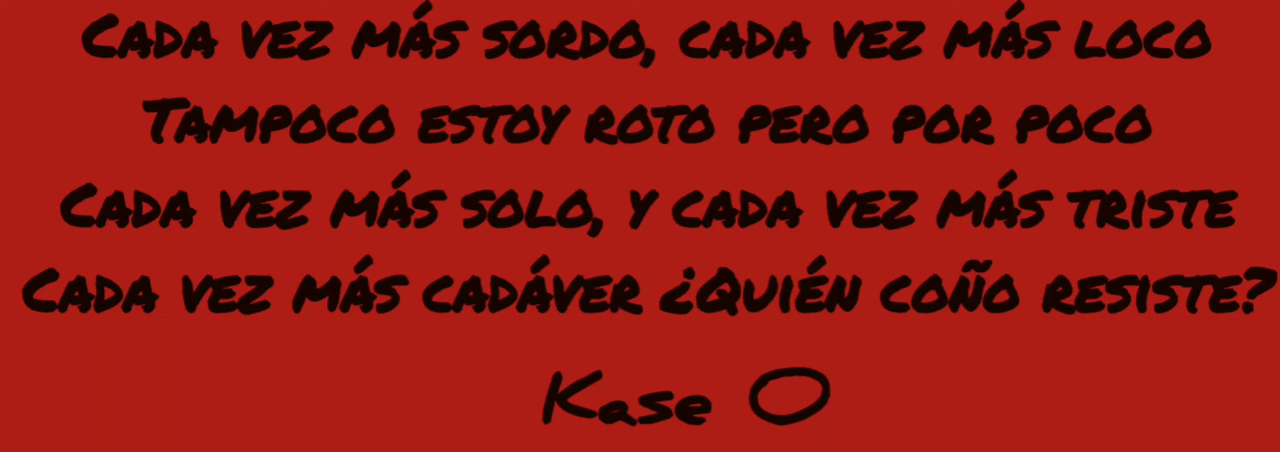 Cada vez más sordo, cada vez más loco
Tampoco estoy roto pero por poco
Cada vez más solo, y cada vez más triste
Cada vez más cadáver ¿Quién coño resiste?
Kase O